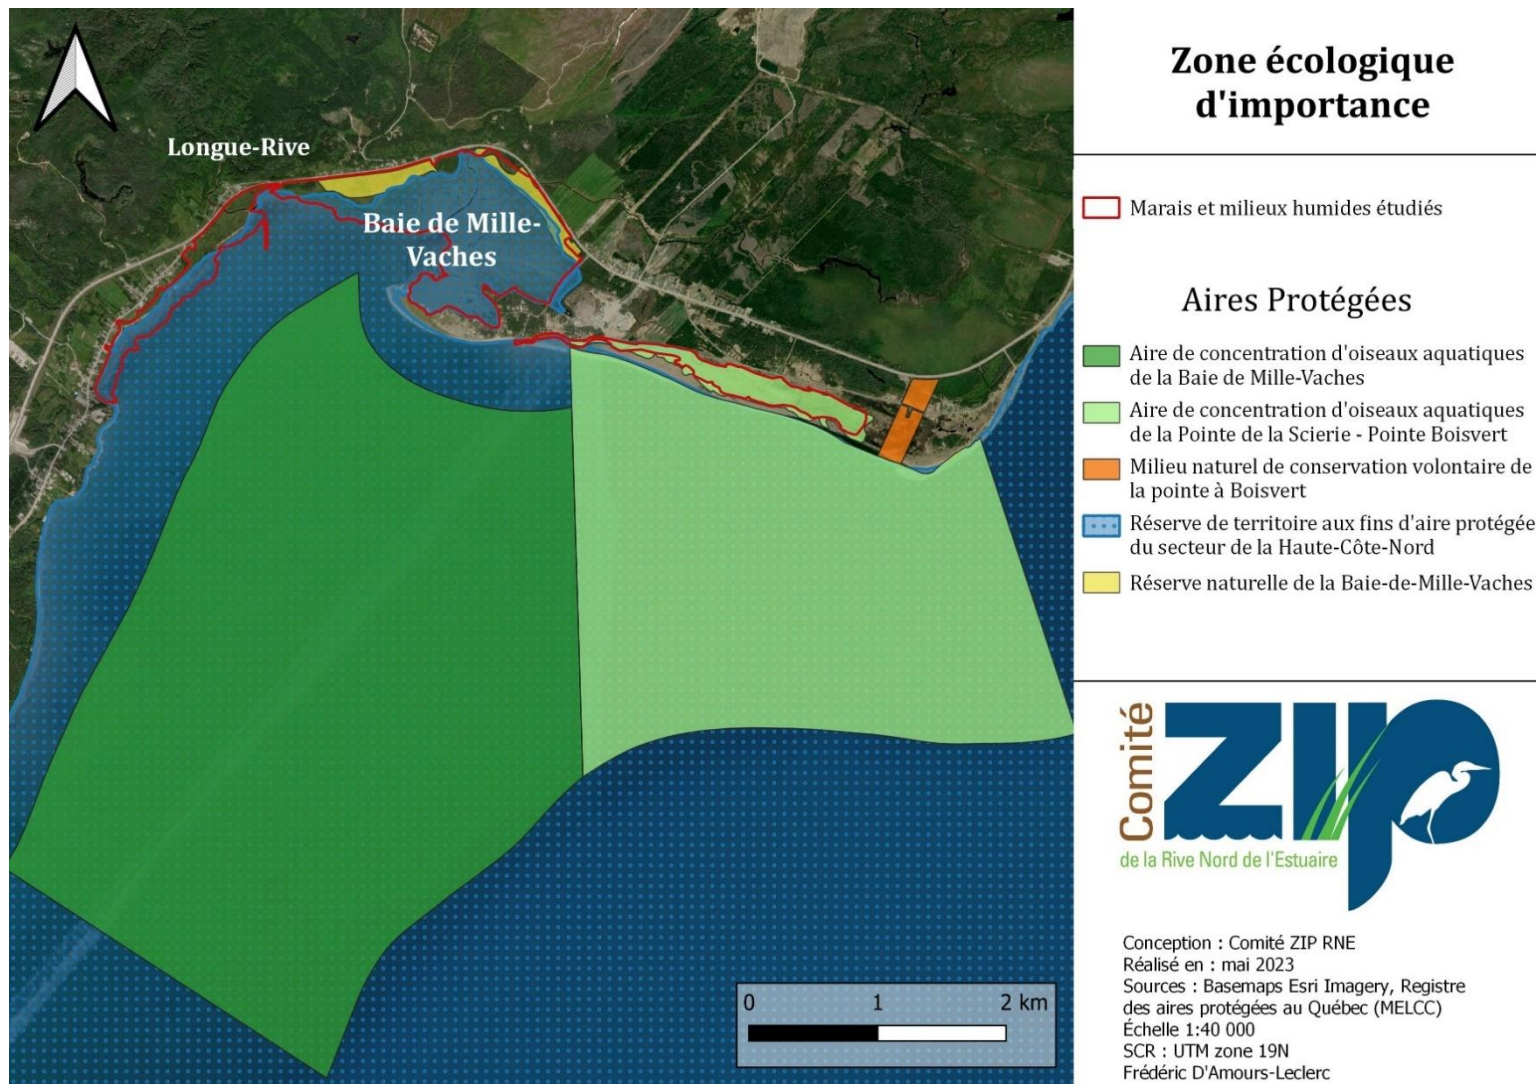 Longue-Rive
Baie de Mille-
Vaches
0 1 2 km
Zone écologique
d'importance
Marais et milieux humides étudiés
Aires Protégées
Aire de concentration d'oiseaux aquatiques
de la Baie de Mille-Vaches
Aire de concentration d'oiseaux aquatiques
de la Pointe de la Scierie - Pointe Boisvert
Milieu naturel de conservation volontaire de
la pointe à Boisvert
Réserve de territoire aux fins d'aire protégée
du secteur de la Haute-Côte-Nord
Réserve naturelle de la Baie-de-Mille-Vaches
Comité
ZIP
de la Rive Nord de l'Estuaire
Conception : Comité ZIP RNE
Réalisé en : mai 2023
Sources : Basemaps Esri Imagery, Registre
des aires protégées au Québec (MELCC)
Échelle 1:40 000
SCR : UTM zone 19N
Frédéric D'Amours-Leclerc